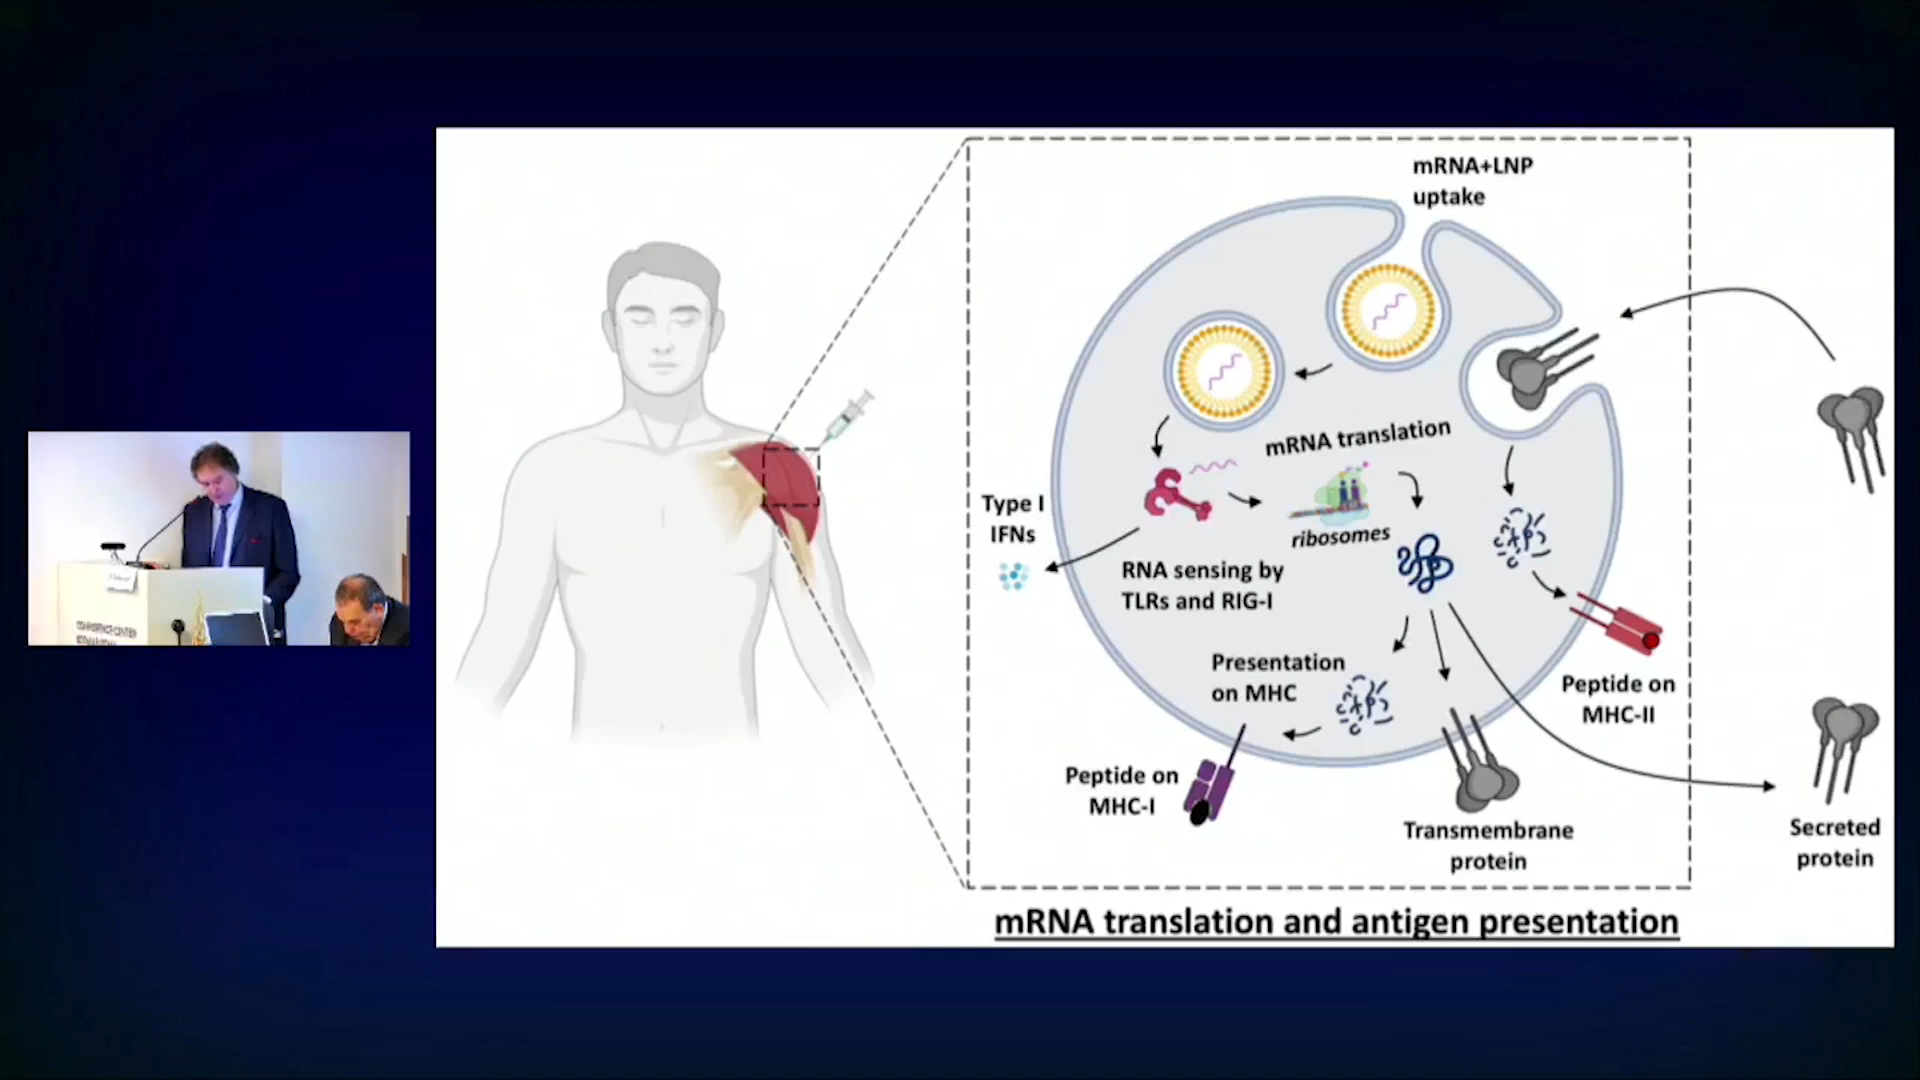 mRNA+LNP
uptake
mRNA translation
ribosomes
Type I
IFNs
RNA sensing by
TLRs and RIG-I
Presentation
on MHC
Peptide on
MHC-II
Peptide on
MHC-I
Transmembrane
protein
Secreted
protein
mRNA translation and antigen presentation